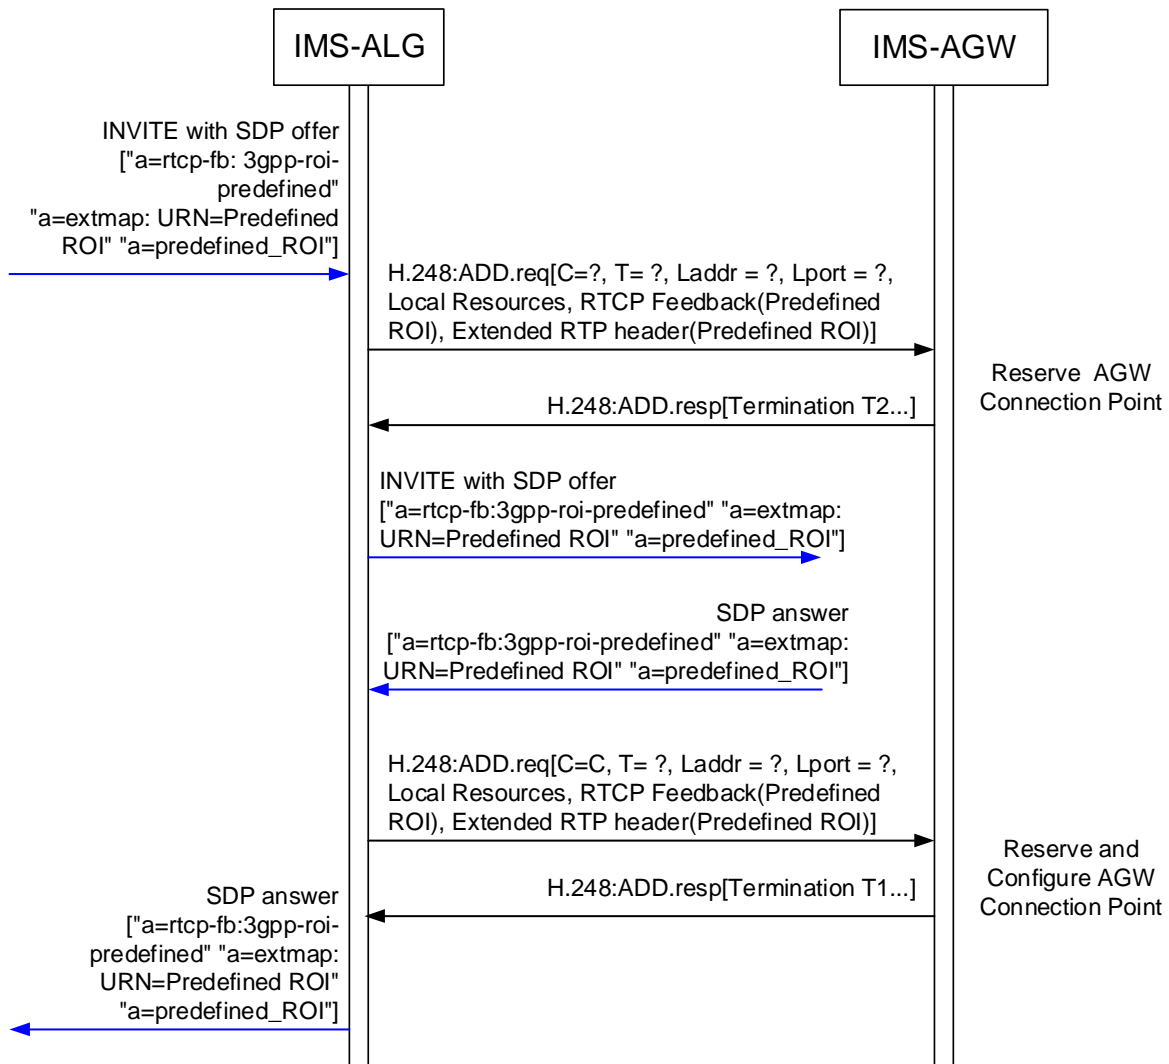 IMS-ALG
IMS-AGW
INVITE with SDP offer
["a=rtcp-fb: 3gpp-roi-
predefined"
"a=extmap: URN=Predefined
ROI" "a=predefined_ROI"]
H.248:ADD.req[C=?, T= ?, Laddr = ?, Lport = ?,
Local Resources, RTCP Feedback(Predefined
ROI), Extended RTP header(Predefined ROI)]
Reserve  AGW
Connection Point
H.248:ADD.resp[Termination T2...]
INVITE with SDP offer
["a=rtcp-fb:3gpp-roi-predefined" "a=extmap:
URN=Predefined ROI" "a=predefined_ROI"]
SDP answer
["a=rtcp-fb:3gpp-roi-predefined" "a=extmap:
URN=Predefined ROI" "a=predefined_ROI"]
H.248:ADD.req[C=C, T= ?, Laddr = ?, Lport = ?,
Local Resources, RTCP Feedback(Predefined
ROI), Extended RTP header(Predefined ROI)]
Reserve and
Configure AGW
Connection Point
H.248:ADD.resp[Termination T1...]
SDP answer
["a=rtcp-fb:3gpp-roi-
predefined" "a=extmap:
URN=Predefined ROI"
"a=predefined_ROI"]